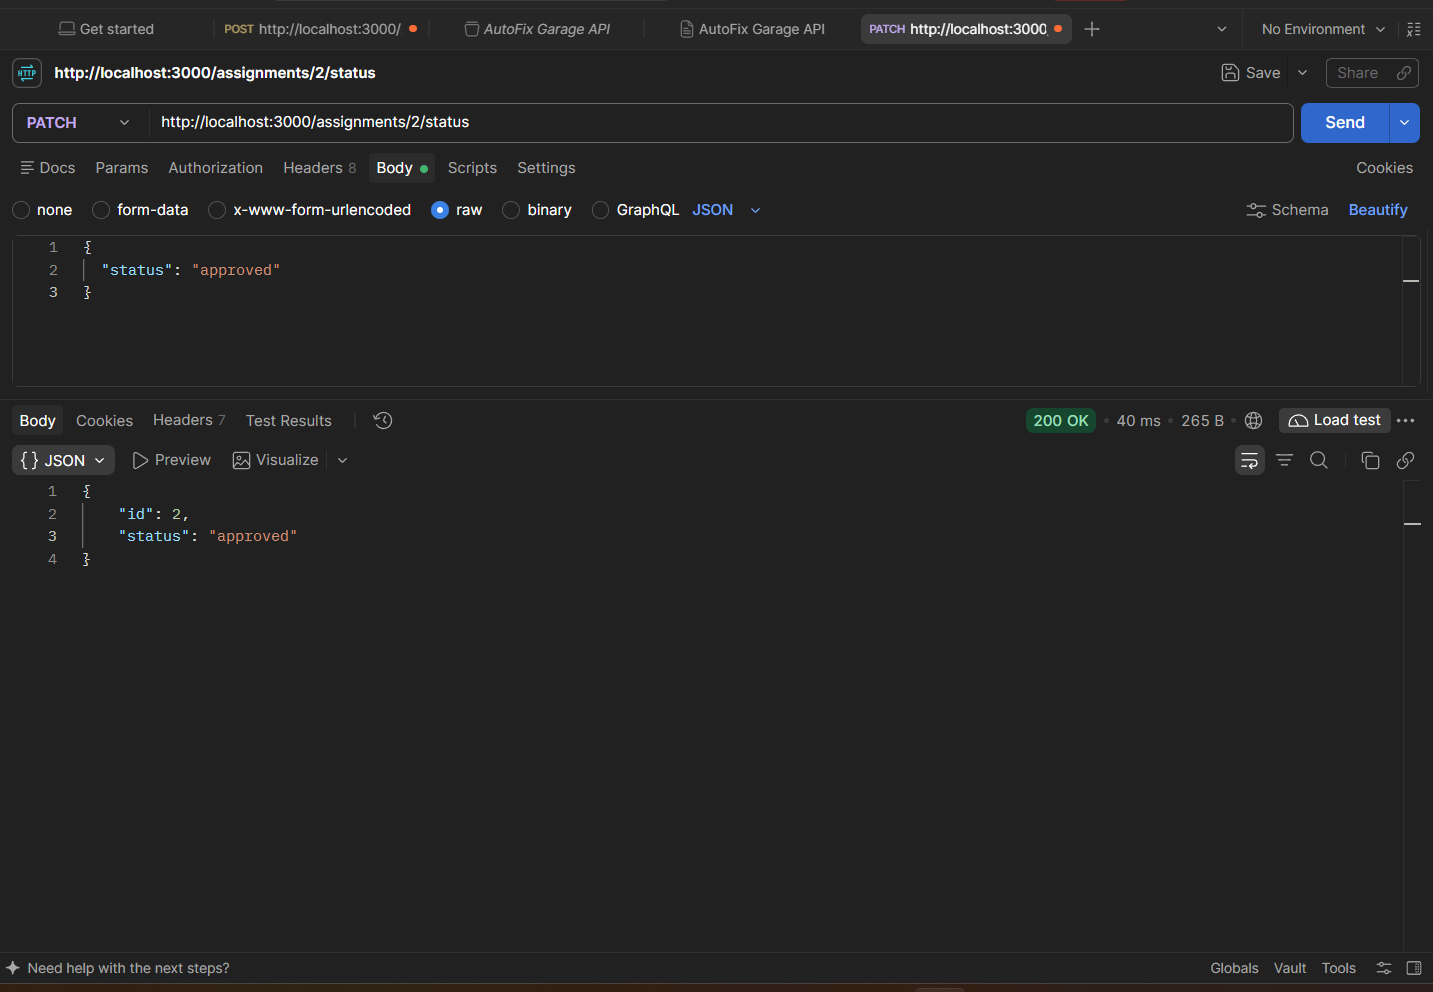 Get started
POST http://localhost:3000/
AutoFix Garage API
AutoFix Garage API
PATCH http://localhost:3000
No Environment
HTTP http://localhost:3000/assignments/2/status
Save
Share
PATCH http://localhost:3000/assignments/2/status
Send
Docs Params Authorization Headers 8 Body Scripts Settings Cookies
none form-data x-www-form-urlencoded raw binary GraphQL JSON Schema Beautify
1 {
2 "status": "approved"
3 }
Body Cookies Headers 7 Test Results 200 OK • 40 ms • 265 B • Load test
{} JSON Preview Visualize
1 {
2 "id": 2,
3 "status": "approved"
4 }
Need help with the next steps? Globals Vault Tools